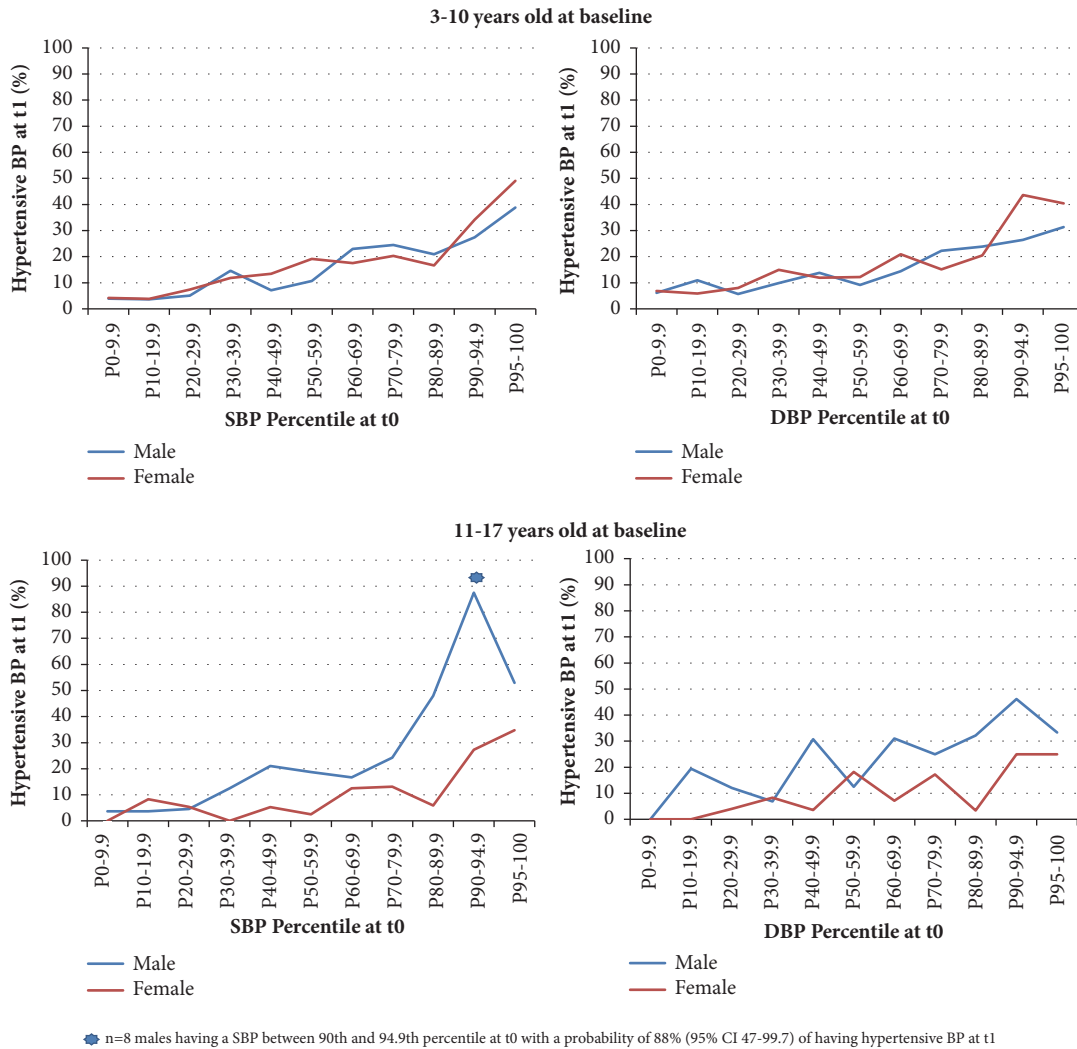 3-10 years old at baseline
Hypertensive BP at t1 (%)
100
90
80
70
60
50
40
30
20
10
0
P0-9.9
P10-19.9
P20-29.9
P30-39.9
P40-49.9
P50-59.9
P60-69.9
P70-79.9
P80-89.9
P90-94.9
P95-100
SBP Percentile at t0
Male
Female
Hypertensive BP at t1 (%)
100
90
80
70
60
50
40
30
20
10
0
P0-9.9
P10-19.9
P20-29.9
P30-39.9
P40-49.9
P50-59.9
P60-69.9
P70-79.9
P80-89.9
P90-94.9
P95-100
DBP Percentile at t0
Male
Female
11-17 years old at baseline
Hypertensive BP at t1 (%)
100
90
80
70
60
50
40
30
20
10
0
P0-9.9
P10-19.9
P20-29.9
P30-39.9
P40-49.9
P50-59.9
P60-69.9
P70-79.9
P80-89.9
P90-94.9
P95-100
SBP Percentile at t0
Male
Female
Hypertensive BP at t1 (%)
100
90
80
70
60
50
40
30
20
10
0
P0-9.9
P10-19.9
P20-29.9
P30-39.9
P40-49.9
P50-59.9
P60-69.9
P70-79.9
P80-89.9
P90-94.9
P95-100
DBP Percentile at t0
Male
Female
n=8 males having a SBP between 90th and 94.9th percentile at t0 with a probability of 88% (95% CI 47-99.7) of having hypertensive BP at t1